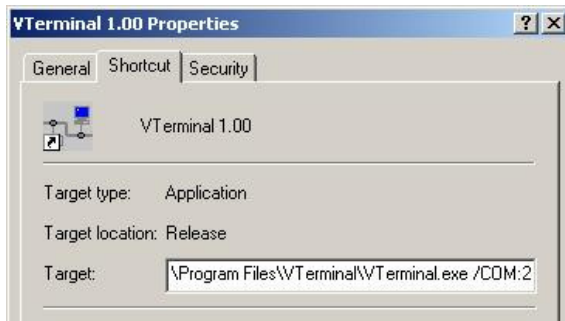 VTerminal 1.00 Properties
General Shortcut Security
VTerminal 1.00
Target type: Application
Target location: Release
Target: \Program Files\VTerminal\VTerminal.exe /COM:2